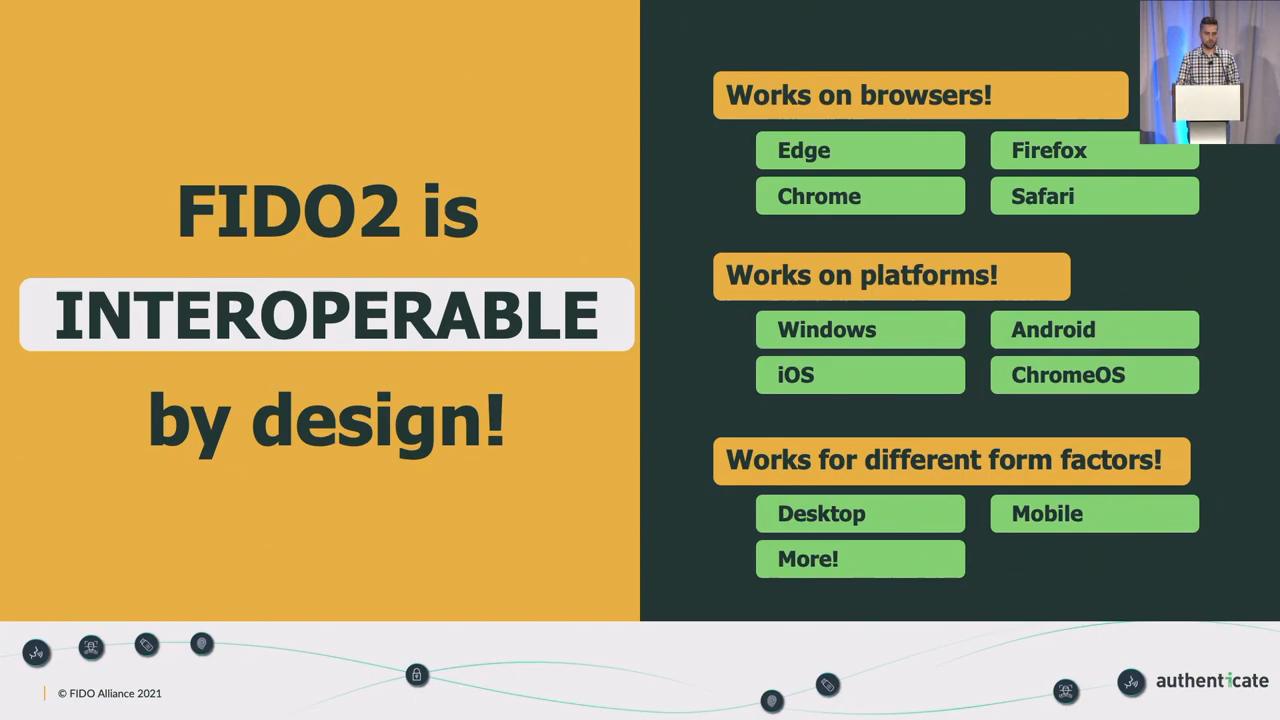 FIDO2 is
INTEROPERABLE
by design!
Works on browsers!
Edge
Firefox
Chrome
Safari
Works on platforms!
Windows
Android
iOS
ChromeOS
Works for different form factors!
Desktop
Mobile
More!
© FIDO Alliance 2021
authenticate